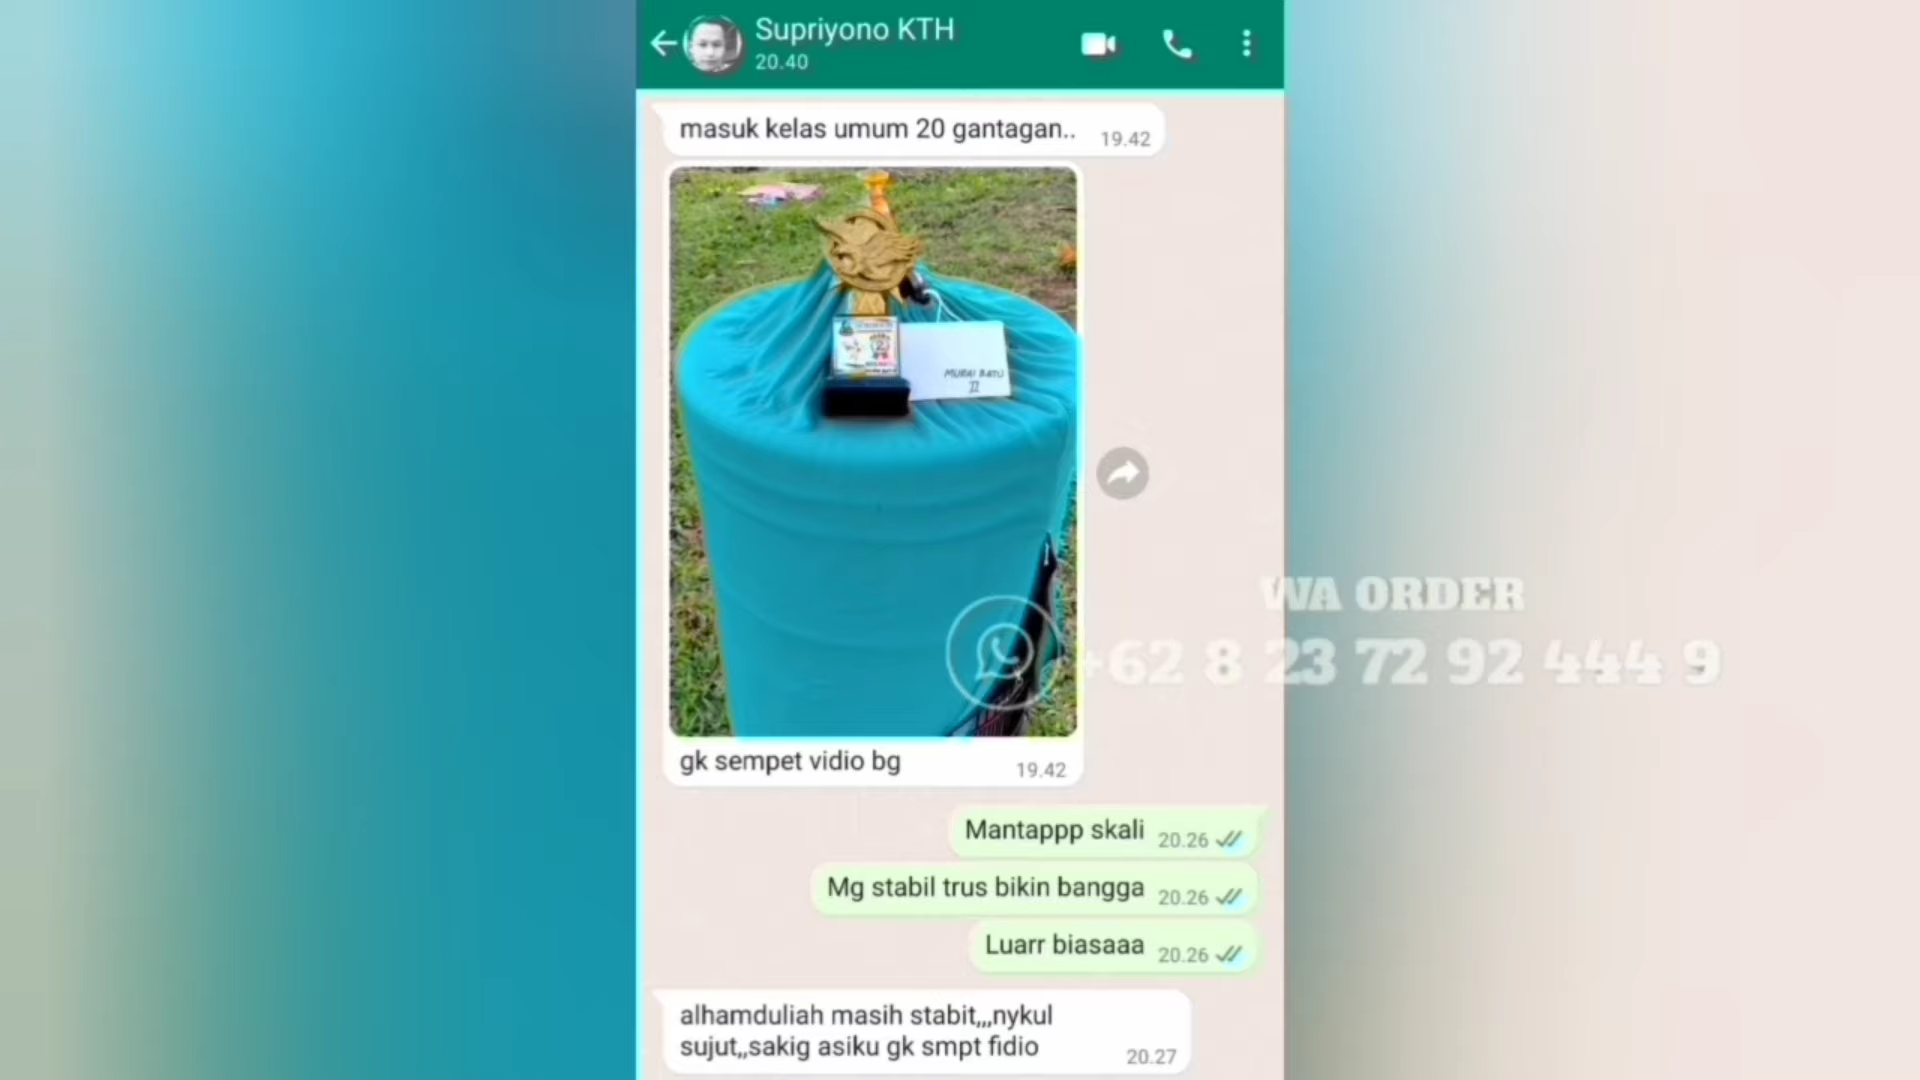 Supriyono KTH
20.40
masuk kelas umum 20 gantagan.. 19.42
MURAI BATU
II
gk sempet vidio bg 19.42
WA ORDER
+62 8 23 72 92 444 9
Mantappp skali 20.26
Mg stabil trus bikin bangga 20.26
Luarr biasaaa 20.26
alhamduliah masih stabit,,,nykul
sujut,,sakig asiku gk smpt fidio 20.27